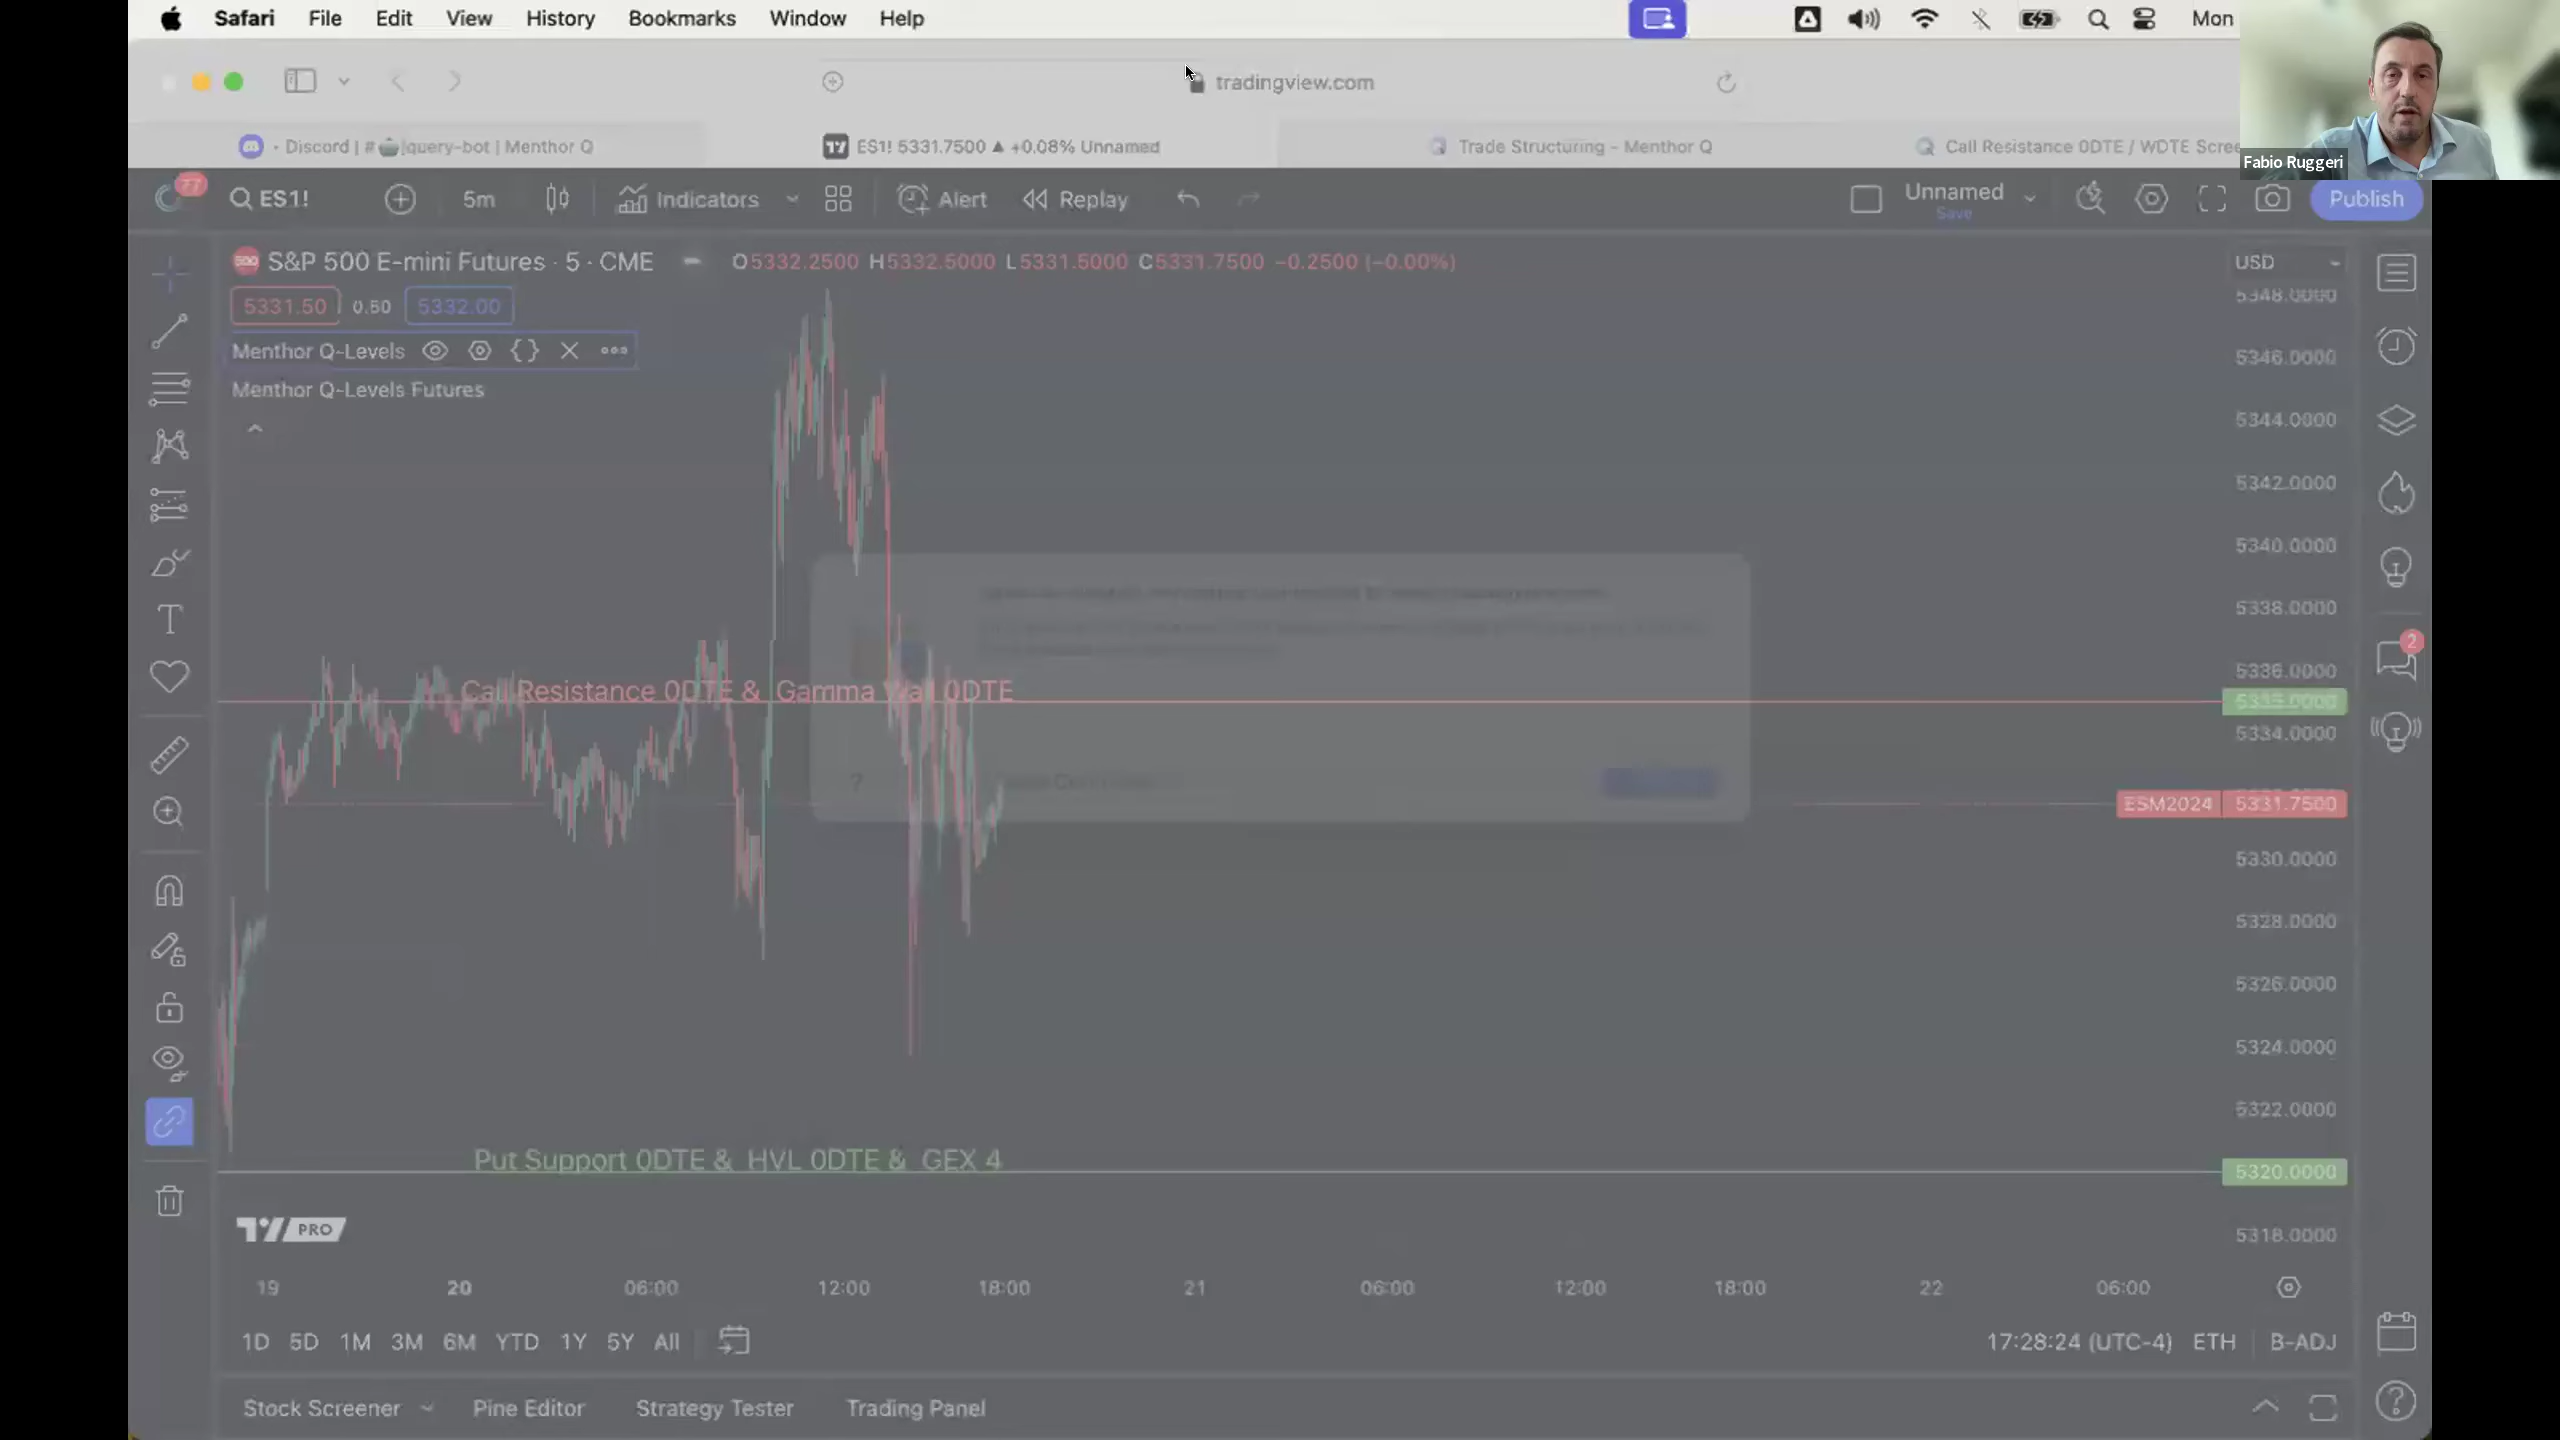 Safari File Edit View History Bookmarks Window Help Mon
tradingview.com
· Discord | # |query-bot | Menthor Q
ES1! 5331.7500 ▲ +0.08% Unnamed
Trade Structuring - Menthor Q
Call Resistance 0DTE / WDTE Scree
Fabio Ruggeri
77
ES1!
5m
Indicators
Alert
Replay
Unnamed
Save
Publish
S&P 500 E-mini Futures · 5 · CME
O5332.2500 H5332.5000 L5331.5000 C5331.7500 −0.2500 (−0.00%)
USD
5331.50 0.50 5332.00
5348.0000
Menthor Q-Levels
5346.0000
Menthor Q-Levels Futures
5344.0000
5342.0000
5340.0000
5338.0000
2
5336.0000
Call Resistance 0DTE & Gamma Wall 0DTE
5335.0000
5334.0000
ESM2024 5331.7500
5330.0000
5328.0000
5326.0000
5324.0000
5322.0000
Put Support 0DTE & HVL 0DTE & GEX 4
5320.0000
PRO
5318.0000
19 20 06:00 12:00 18:00 21 06:00 12:00 18:00 22 06:00
1D 5D 1M 3M 6M YTD 1Y 5Y All
17:28:24 (UTC-4) ETH B-ADJ
Stock Screener Pine Editor Strategy Tester Trading Panel